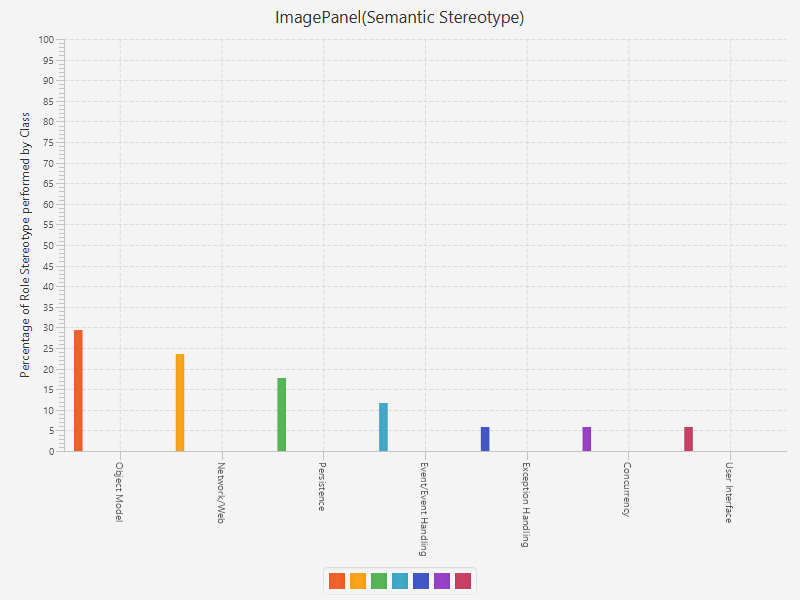 ImagePanel(Semantic Stereotype)
Percentage of Role Stereotype performed by Class
100
95
90
85
80
75
70
65
60
55
50
45
40
35
30
25
20
15
10
5
0
Object Model
Network/Web
Persistence
Event/Event Handling
Exception Handling
Concurrency
User Interface